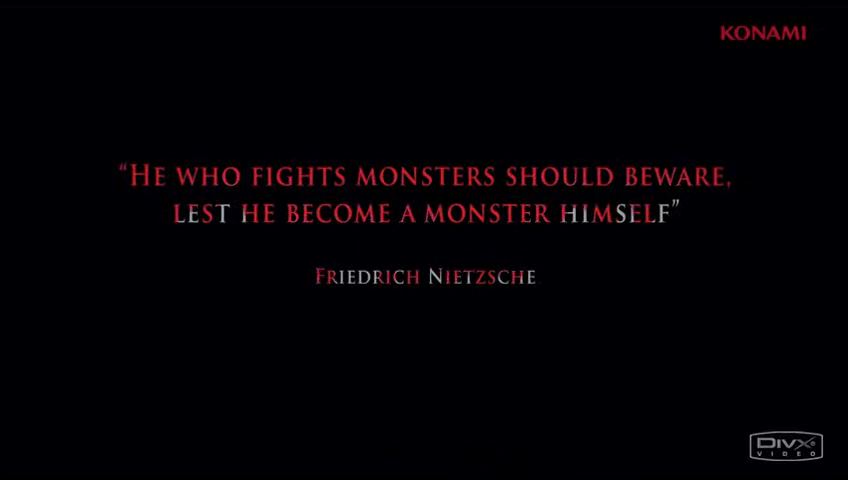 KONAMI
“HE WHO FIGHTS MONSTERS SHOULD BEWARE,
LEST HE BECOME A MONSTER HIMSELF”
FRIEDRICH NIETZSCHE
DIVX
VIDEO